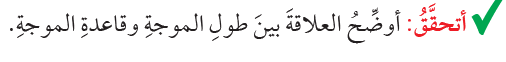 أتحقَّقُ: أوضِّحُ العلاقةَ بينَ طولِ الموجةِ وقاعدةِ الموجةِ.